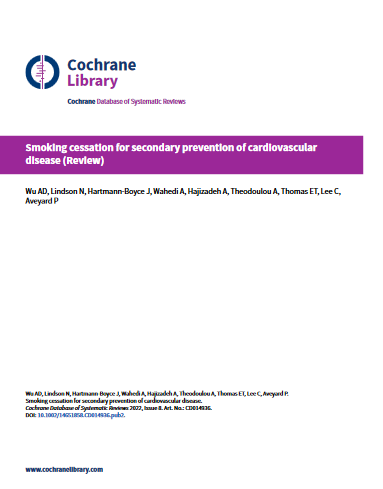 Cochrane
Library
Cochrane Database of Systematic Reviews
Smoking cessation for secondary prevention of cardiovascular
disease (Review)
Wu AD, Lindson N, Hartmann-Boyce J, Wahedi A, Hajizadeh A, Theodoulou A, Thomas ET, Lee C,
Aveyard P
Wu AD, Lindson N, Hartmann-Boyce J, Wahedi A, Hajizadeh A, Theodoulou A, Thomas ET, Lee C, Aveyard P.
Smoking cessation for secondary prevention of cardiovascular disease.
Cochrane Database of Systematic Reviews 2022, Issue 8. Art. No.: CD014936.
DOI: 10.1002/14651858.CD014936.pub2.
www.cochranelibrary.com